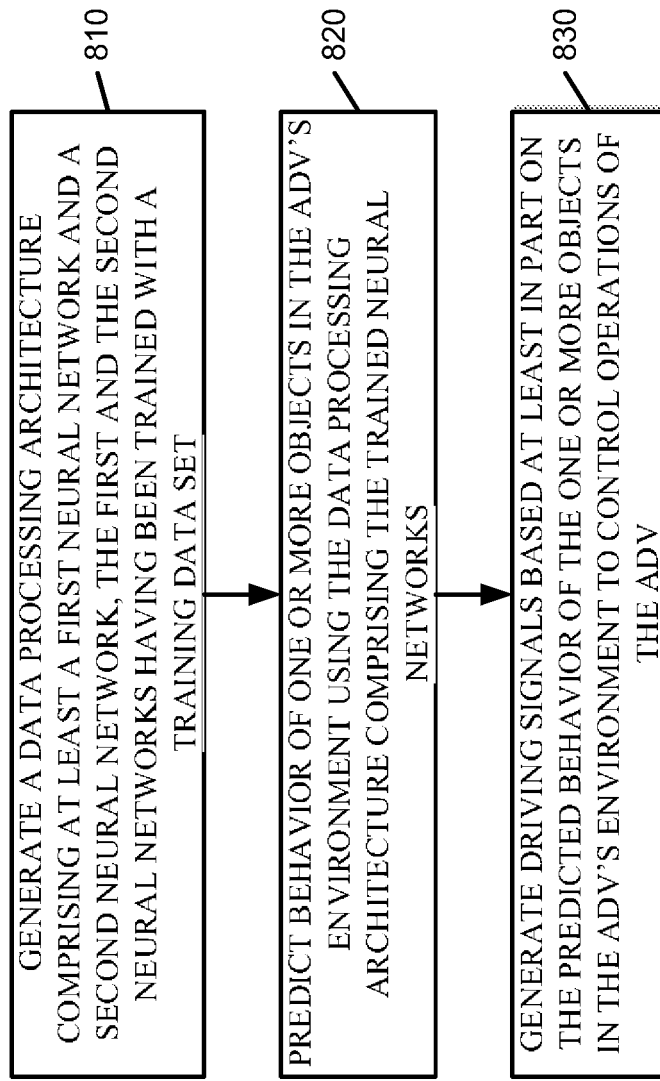 GENERATE A DATA PROCESSING ARCHITECTURE
COMPRISING AT LEAST A FIRST NEURAL NETWORK AND A
SECOND NEURAL NETWORK, THE FIRST AND THE SECOND
NEURAL NETWORKS HAVING BEEN TRAINED WITH A
TRAINING DATA SET
810
PREDICT BEHAVIOR OF ONE OR MORE OBJECTS IN THE ADV'S
ENVIRONMENT USING THE DATA PROCESSING
ARCHITECTURE COMPRISING THE TRAINED NEURAL
NETWORKS
820
GENERATE DRIVING SIGNALS BASED AT LEAST IN PART ON
THE PREDICTED BEHAVIOR OF THE ONE OR MORE OBJECTS
IN THE ADV'S ENVIRONMENT TO CONTROL OPERATIONS OF
THE ADV
830